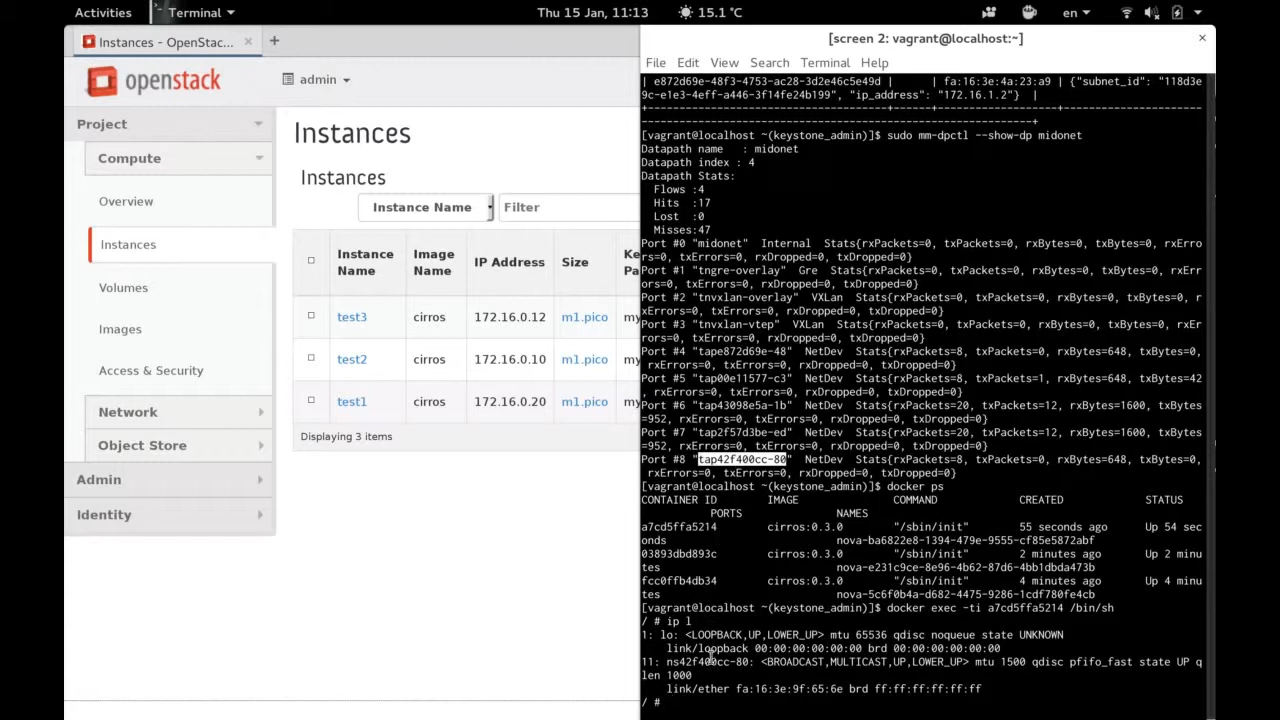 Activities
Terminal
Thu 15 Jan, 11:13
15.1 °C
en
Instances - OpenStac...
openstack
admin
Project
Compute
Overview
Instances
Volumes
Images
Access & Security
Network
Object Store
Admin
Identity
Instances
Instances
Instance Name
Filter
Instance Name
Image Name
IP Address
Size
test3 cirros 172.16.0.12 m1.pico my
test2 cirros 172.16.0.10 m1.pico my
test1 cirros 172.16.0.20 m1.pico my
Displaying 3 items
[screen 2: vagrant@localhost:~]
File Edit View Search Terminal Help
| e872d69e-48f3-4753-ac28-3d2e46c5e49d |      | fa:16:3e:4a:23:a9 | {"subnet_id": "118d3e
9c-e1e3-4eff-a446-3f14fe24b199", "ip_address": "172.16.1.2"}  |
[vagrant@localhost ~(keystone_admin)]$ sudo mm-dpctl --show-dp midonet
Datapath name   : midonet
Datapath index : 4
Datapath Stats:
Flows :4
Hits  :17
Lost  :0
Misses:47
Port #0 "midonet"  Internal  Stats{rxPackets=0, txPackets=0, rxBytes=0, txBytes=0, rxErro
rs=0, txErrors=0, rxDropped=0, txDropped=0}
Port #1 "tngre-overlay"  Gre  Stats{rxPackets=0, txPackets=0, rxBytes=0, txBytes=0, rxErr
ors=0, txErrors=0, rxDropped=0, txDropped=0}
Port #2 "tnvxlan-overlay"  VXLan  Stats{rxPackets=0, txPackets=0, rxBytes=0, txBytes=0, r
xErrors=0, txErrors=0, rxDropped=0, txDropped=0}
Port #3 "tnvxlan-vtep"  VXLan  Stats{rxPackets=0, txPackets=0, rxBytes=0, txBytes=0, rxEr
rors=0, txErrors=0, rxDropped=0, txDropped=0}
Port #4 "tape872d69e-48"  NetDev  Stats{rxPackets=8, txPackets=0, rxBytes=648, txBytes=0,
rxErrors=0, txErrors=0, rxDropped=0, txDropped=0}
Port #5 "tap00e11577-c3"  NetDev  Stats{rxPackets=8, txPackets=1, rxBytes=648, txBytes=42
, rxErrors=0, txErrors=0, rxDropped=0, txDropped=0}
Port #6 "tap43098e5a-1b"  NetDev  Stats{rxPackets=20, txPackets=12, rxBytes=1600, txBytes
=952, rxErrors=0, txErrors=0, rxDropped=0, txDropped=0}
Port #7 "tap2f57d3be-ed"  NetDev  Stats{rxPackets=20, txPackets=12, rxBytes=1600, txBytes
=952, rxErrors=0, txErrors=0, rxDropped=0, txDropped=0}
Port #8 "tap42f400cc-80"  NetDev  Stats{rxPackets=8, txPackets=0, rxBytes=648, txBytes=0,
rxErrors=0, txErrors=0, rxDropped=0, txDropped=0}
[vagrant@localhost ~(keystone_admin)]$ docker ps
CONTAINER ID        IMAGE               COMMAND             CREATED             STATUS
PORTS               NAMES
a7cd5ffa5214        cirros:0.3.0        "/sbin/init"        55 seconds ago      Up 54 sec
onds                            nova-ba6822e8-1394-479e-9555-cf85e5872abf
03893dbd893c        cirros:0.3.0        "/sbin/init"        2 minutes ago       Up 2 minu
tes                             nova-e231c9ce-8e96-4b62-87d6-4bb1dbda473b
fcc0ffb4db34        cirros:0.3.0        "/sbin/init"        4 minutes ago       Up 4 minu
tes                             nova-5c6f0b4a-d682-4475-9286-1cdf780fe4cb
[vagrant@localhost ~(keystone_admin)]$ docker exec -ti a7cd5ffa5214 /bin/sh
/ # ip l
1: lo: <LOOPBACK,UP,LOWER_UP> mtu 65536 qdisc noqueue state UNKNOWN
link/loopback 00:00:00:00:00:00 brd 00:00:00:00:00:00
11: ns42f400cc-80: <BROADCAST,MULTICAST,UP,LOWER_UP> mtu 1500 qdisc pfifo_fast state UP q
len 1000
link/ether fa:16:3e:9f:65:6e brd ff:ff:ff:ff:ff:ff
/ #